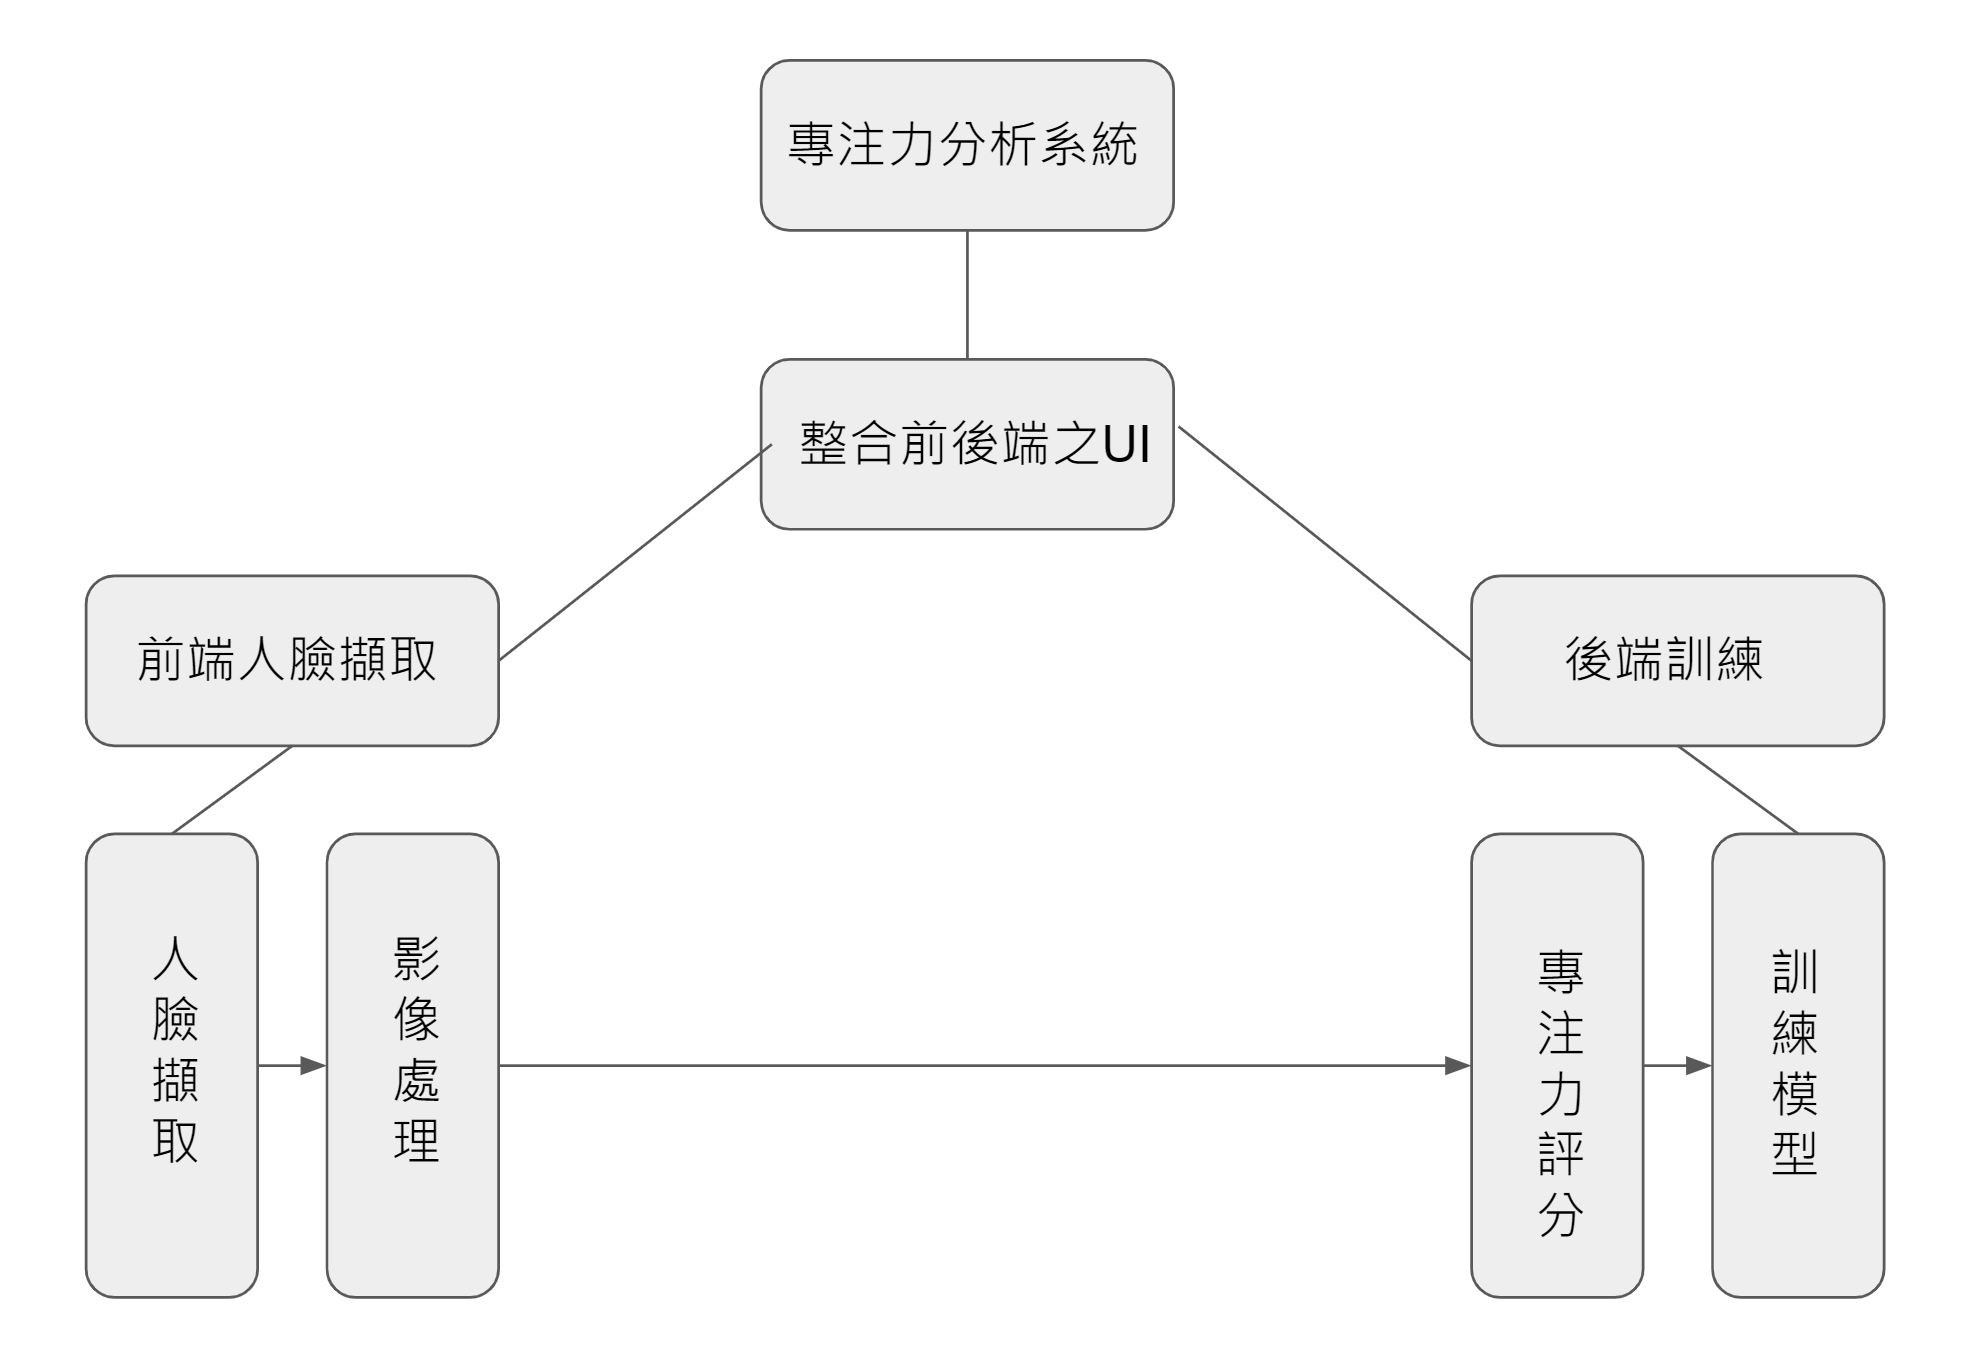 專注力分析系統
整合前後端之UI
前端人臉擷取
後端訓練
人臉擷取
影像處理
專注力評分
訓練模型